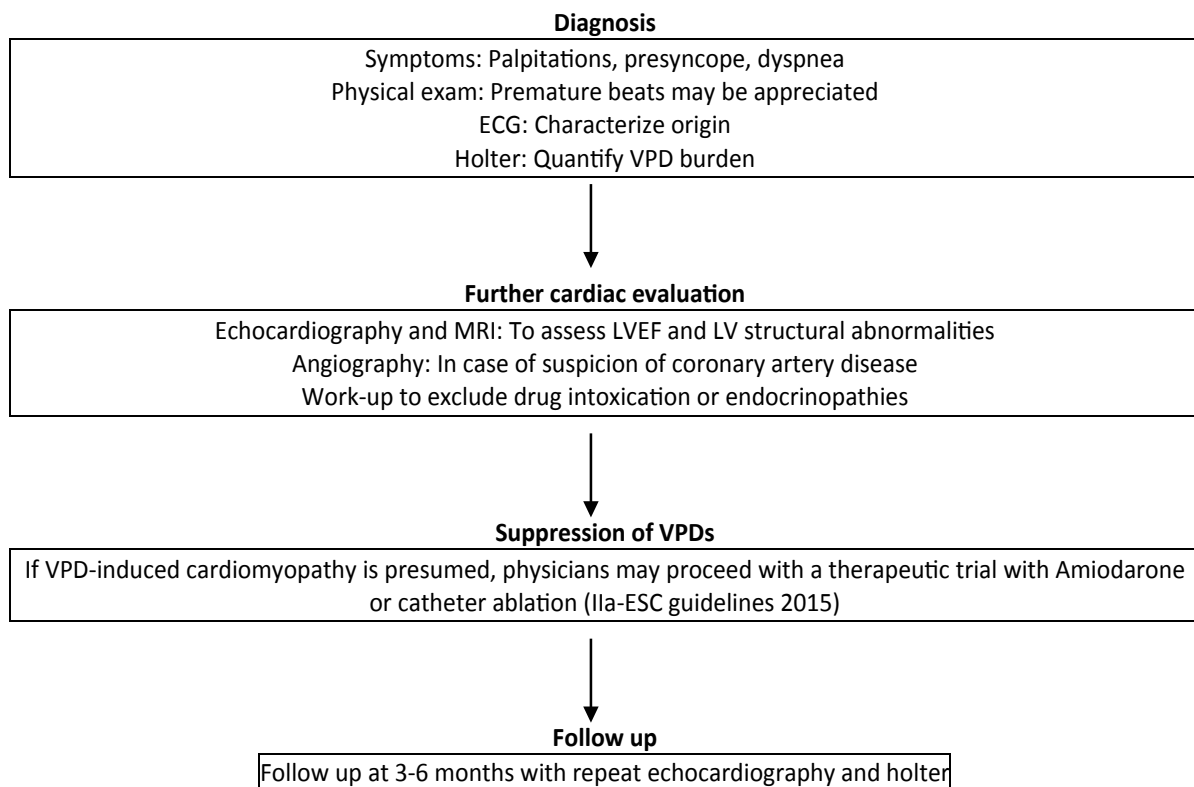 Diagnosis
Symptoms: Palpitations, presyncope, dyspnea
Physical exam: Premature beats may be appreciated
ECG: Characterize origin
Holter: Quantify VPD burden
Further cardiac evaluation
Echocardiography and MRI: To assess LVEF and LV structural abnormalities
Angiography: In case of suspicion of coronary artery disease
Work-up to exclude drug intoxication or endocrinopathies
Suppression of VPDs
If VPD-induced cardiomyopathy is presumed, physicians may proceed with a therapeutic trial with Amiodarone
or catheter ablation (IIa-ESC guidelines 2015)
Follow up
Follow up at 3-6 months with repeat echocardiography and holter